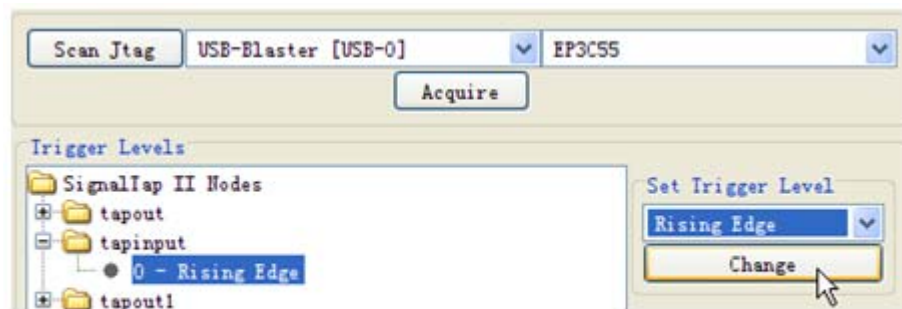 Scan Jtag USB-Blaster [USB-0] EP3C55
Acquire
Trigger Levels
SignalTap II Nodes
tapout
tapinput
0 - Rising Edge
tapout1
Set Trigger Level
Rising Edge
Change